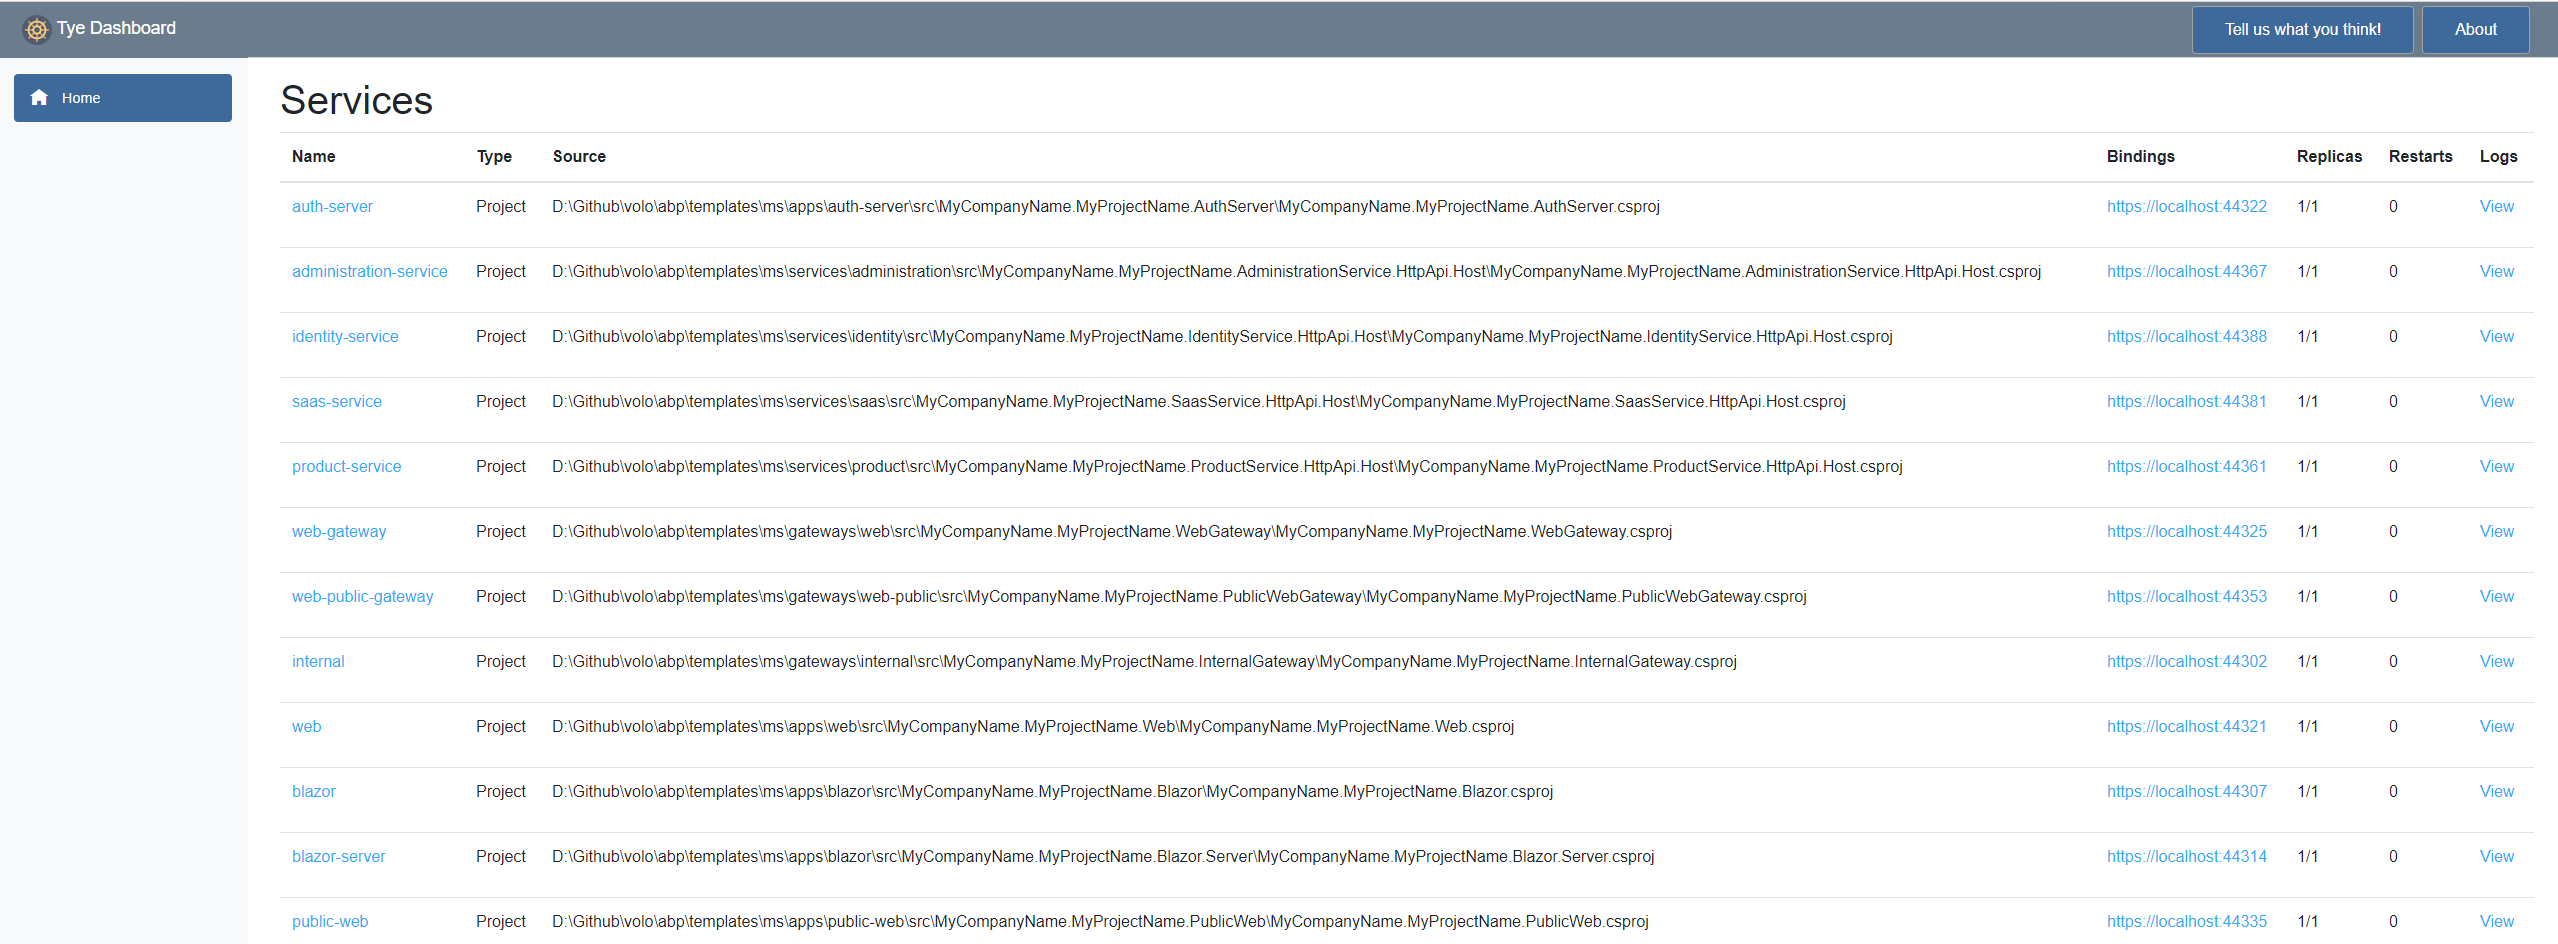 Tye Dashboard Tell us what you think! About
Home
Services
Name Type Source Bindings Replicas Restarts Logs
auth-server Project D:\Github\volo\abp\templates\ms\apps\auth-server\src\MyCompanyName.MyProjectName.AuthServer\MyCompanyName.MyProjectName.AuthServer.csproj https://localhost:44322 1/1 0 View
administration-service Project D:\Github\volo\abp\templates\ms\services\administration\src\MyCompanyName.MyProjectName.AdministrationService.HttpApi.Host\MyCompanyName.MyProjectName.AdministrationService.HttpApi.Host.csproj https://localhost:44367 1/1 0 View
identity-service Project D:\Github\volo\abp\templates\ms\services\identity\src\MyCompanyName.MyProjectName.IdentityService.HttpApi.Host\MyCompanyName.MyProjectName.IdentityService.HttpApi.Host.csproj https://localhost:44388 1/1 0 View
saas-service Project D:\Github\volo\abp\templates\ms\services\saas\src\MyCompanyName.MyProjectName.SaasService.HttpApi.Host\MyCompanyName.MyProjectName.SaasService.HttpApi.Host.csproj https://localhost:44381 1/1 0 View
product-service Project D:\Github\volo\abp\templates\ms\services\product\src\MyCompanyName.MyProjectName.ProductService.HttpApi.Host\MyCompanyName.MyProjectName.ProductService.HttpApi.Host.csproj https://localhost:44361 1/1 0 View
web-gateway Project D:\Github\volo\abp\templates\ms\gateways\web\src\MyCompanyName.MyProjectName.WebGateway\MyCompanyName.MyProjectName.WebGateway.csproj https://localhost:44325 1/1 0 View
web-public-gateway Project D:\Github\volo\abp\templates\ms\gateways\web-public\src\MyCompanyName.MyProjectName.PublicWebGateway\MyCompanyName.MyProjectName.PublicWebGateway.csproj https://localhost:44353 1/1 0 View
internal Project D:\Github\volo\abp\templates\ms\gateways\internal\src\MyCompanyName.MyProjectName.InternalGateway\MyCompanyName.MyProjectName.InternalGateway.csproj https://localhost:44302 1/1 0 View
web Project D:\Github\volo\abp\templates\ms\apps\web\src\MyCompanyName.MyProjectName.Web\MyCompanyName.MyProjectName.Web.csproj https://localhost:44321 1/1 0 View
blazor Project D:\Github\volo\abp\templates\ms\apps\blazor\src\MyCompanyName.MyProjectName.Blazor\MyCompanyName.MyProjectName.Blazor.csproj https://localhost:44307 1/1 0 View
blazor-server Project D:\Github\volo\abp\templates\ms\apps\blazor\src\MyCompanyName.MyProjectName.Blazor.Server\MyCompanyName.MyProjectName.Blazor.Server.csproj https://localhost:44314 1/1 0 View
public-web Project D:\Github\volo\abp\templates\ms\apps\public-web\src\MyCompanyName.MyProjectName.PublicWeb\MyCompanyName.MyProjectName.PublicWeb.csproj https://localhost:44335 1/1 0 View